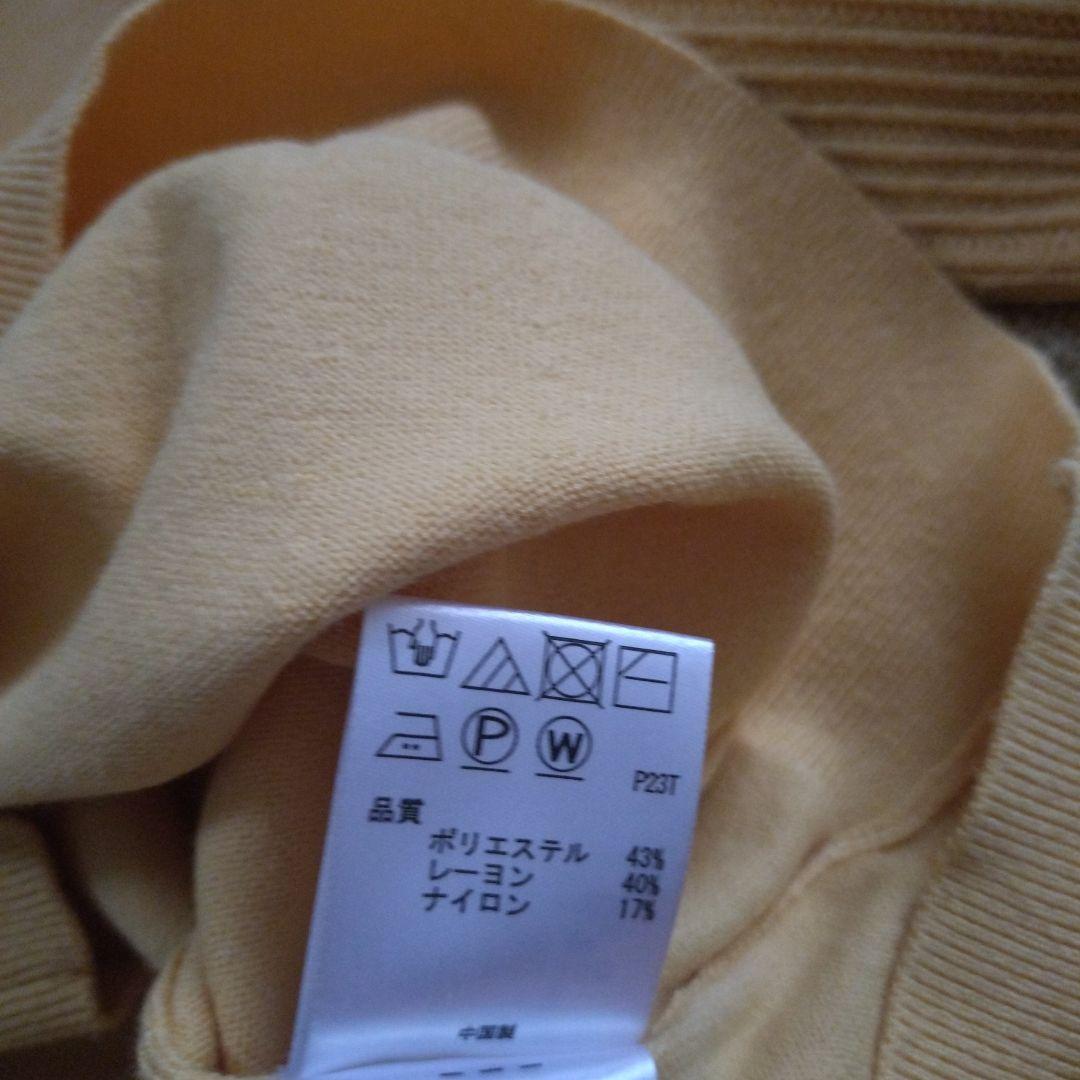 P
W
P23T
品質
ポリエステル 43%
レーヨン 40%
ナイロン 17%
中国製